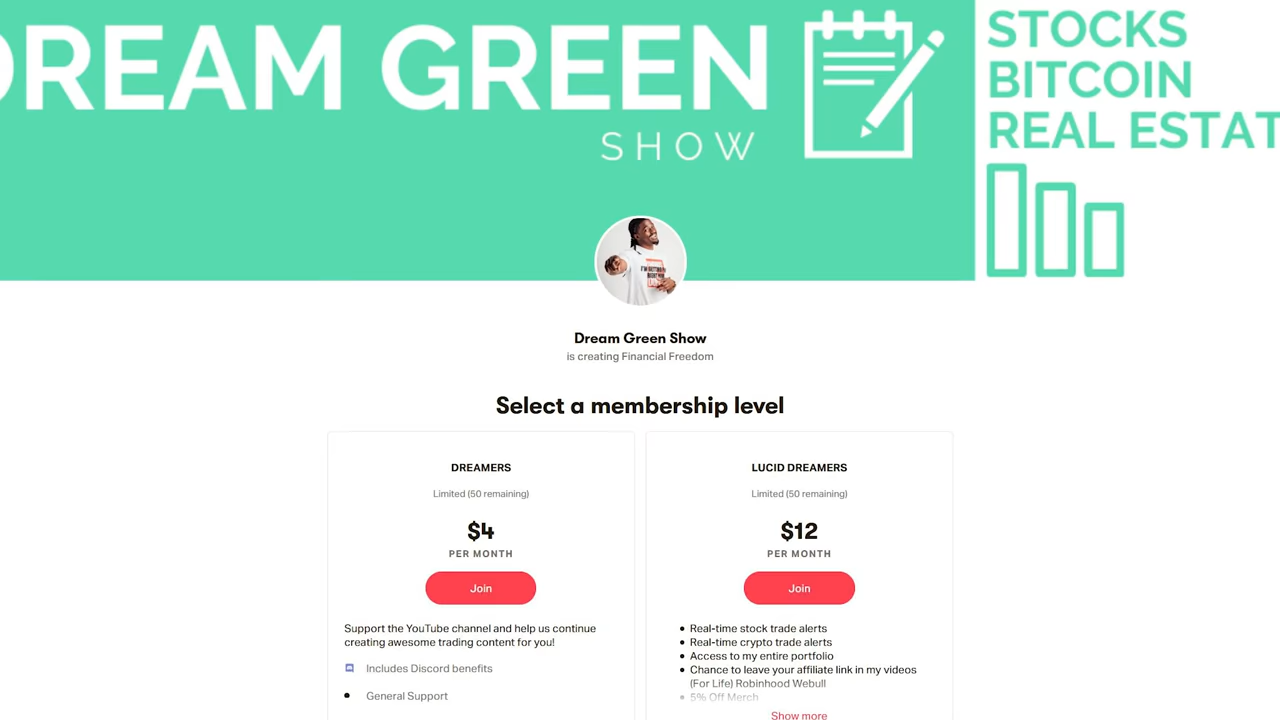 DREAM GREEN
SHOW
STOCKS
BITCOIN
REAL ESTAT
Dream Green Show
is creating Financial Freedom
Select a membership level
DREAMERS
Limited (50 remaining)
$4
PER MONTH
Join
Support the YouTube channel and help us continue
creating awesome trading content for you!
Includes Discord benefits
General Support
LUCID DREAMERS
Limited (50 remaining)
$12
PER MONTH
Join
Real-time stock trade alerts
Real-time crypto trade alerts
Access to my entire portfolio
Chance to leave your affiliate link in my videos
(For Life) Robinhood Webull
5% Off Merch
Show more